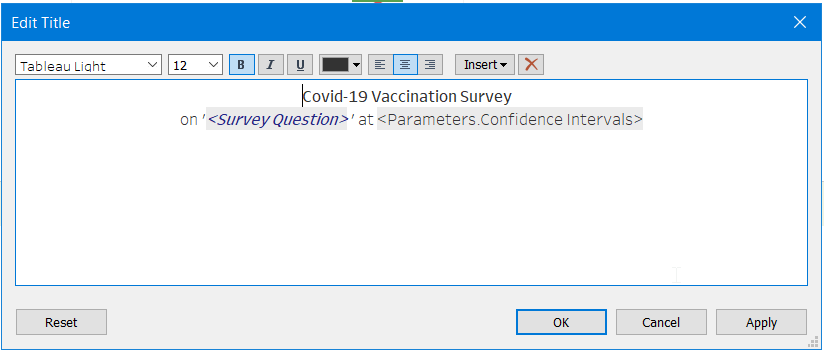 Edit Title
Tableau Light 12 B I U Insert
Covid-19 Vaccination Survey
on '<Survey Question>' at <Parameters.Confidence Intervals>
Reset OK Cancel Apply